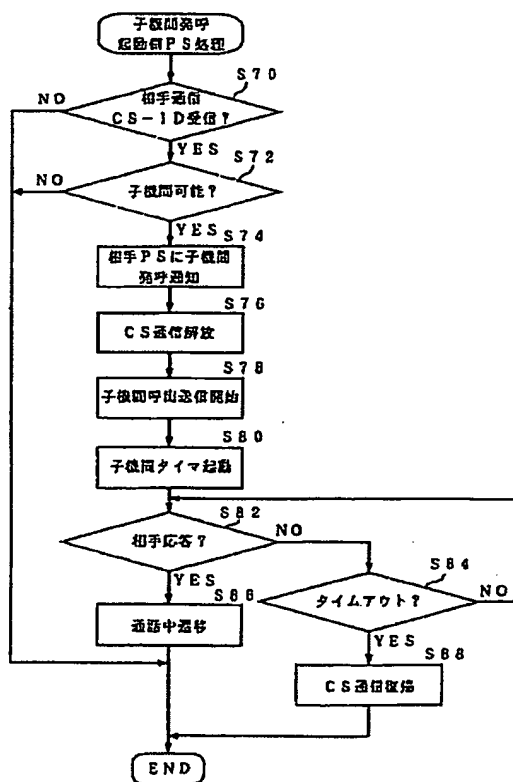 子機間発呼
起動側PS処理
S70
NO
相手通信
CS-ID受信?
YES
S72
NO
子機間可能?
YES
S74
相手PSに子機間
発呼通知
S76
CS通信解放
S78
子機間呼出送信開始
S80
子機間タイマ起動
S82
相手応答?
NO
S84
YES
S86
タイムアウト?
NO
通話中遷移
YES
S88
CS通信復帰
END